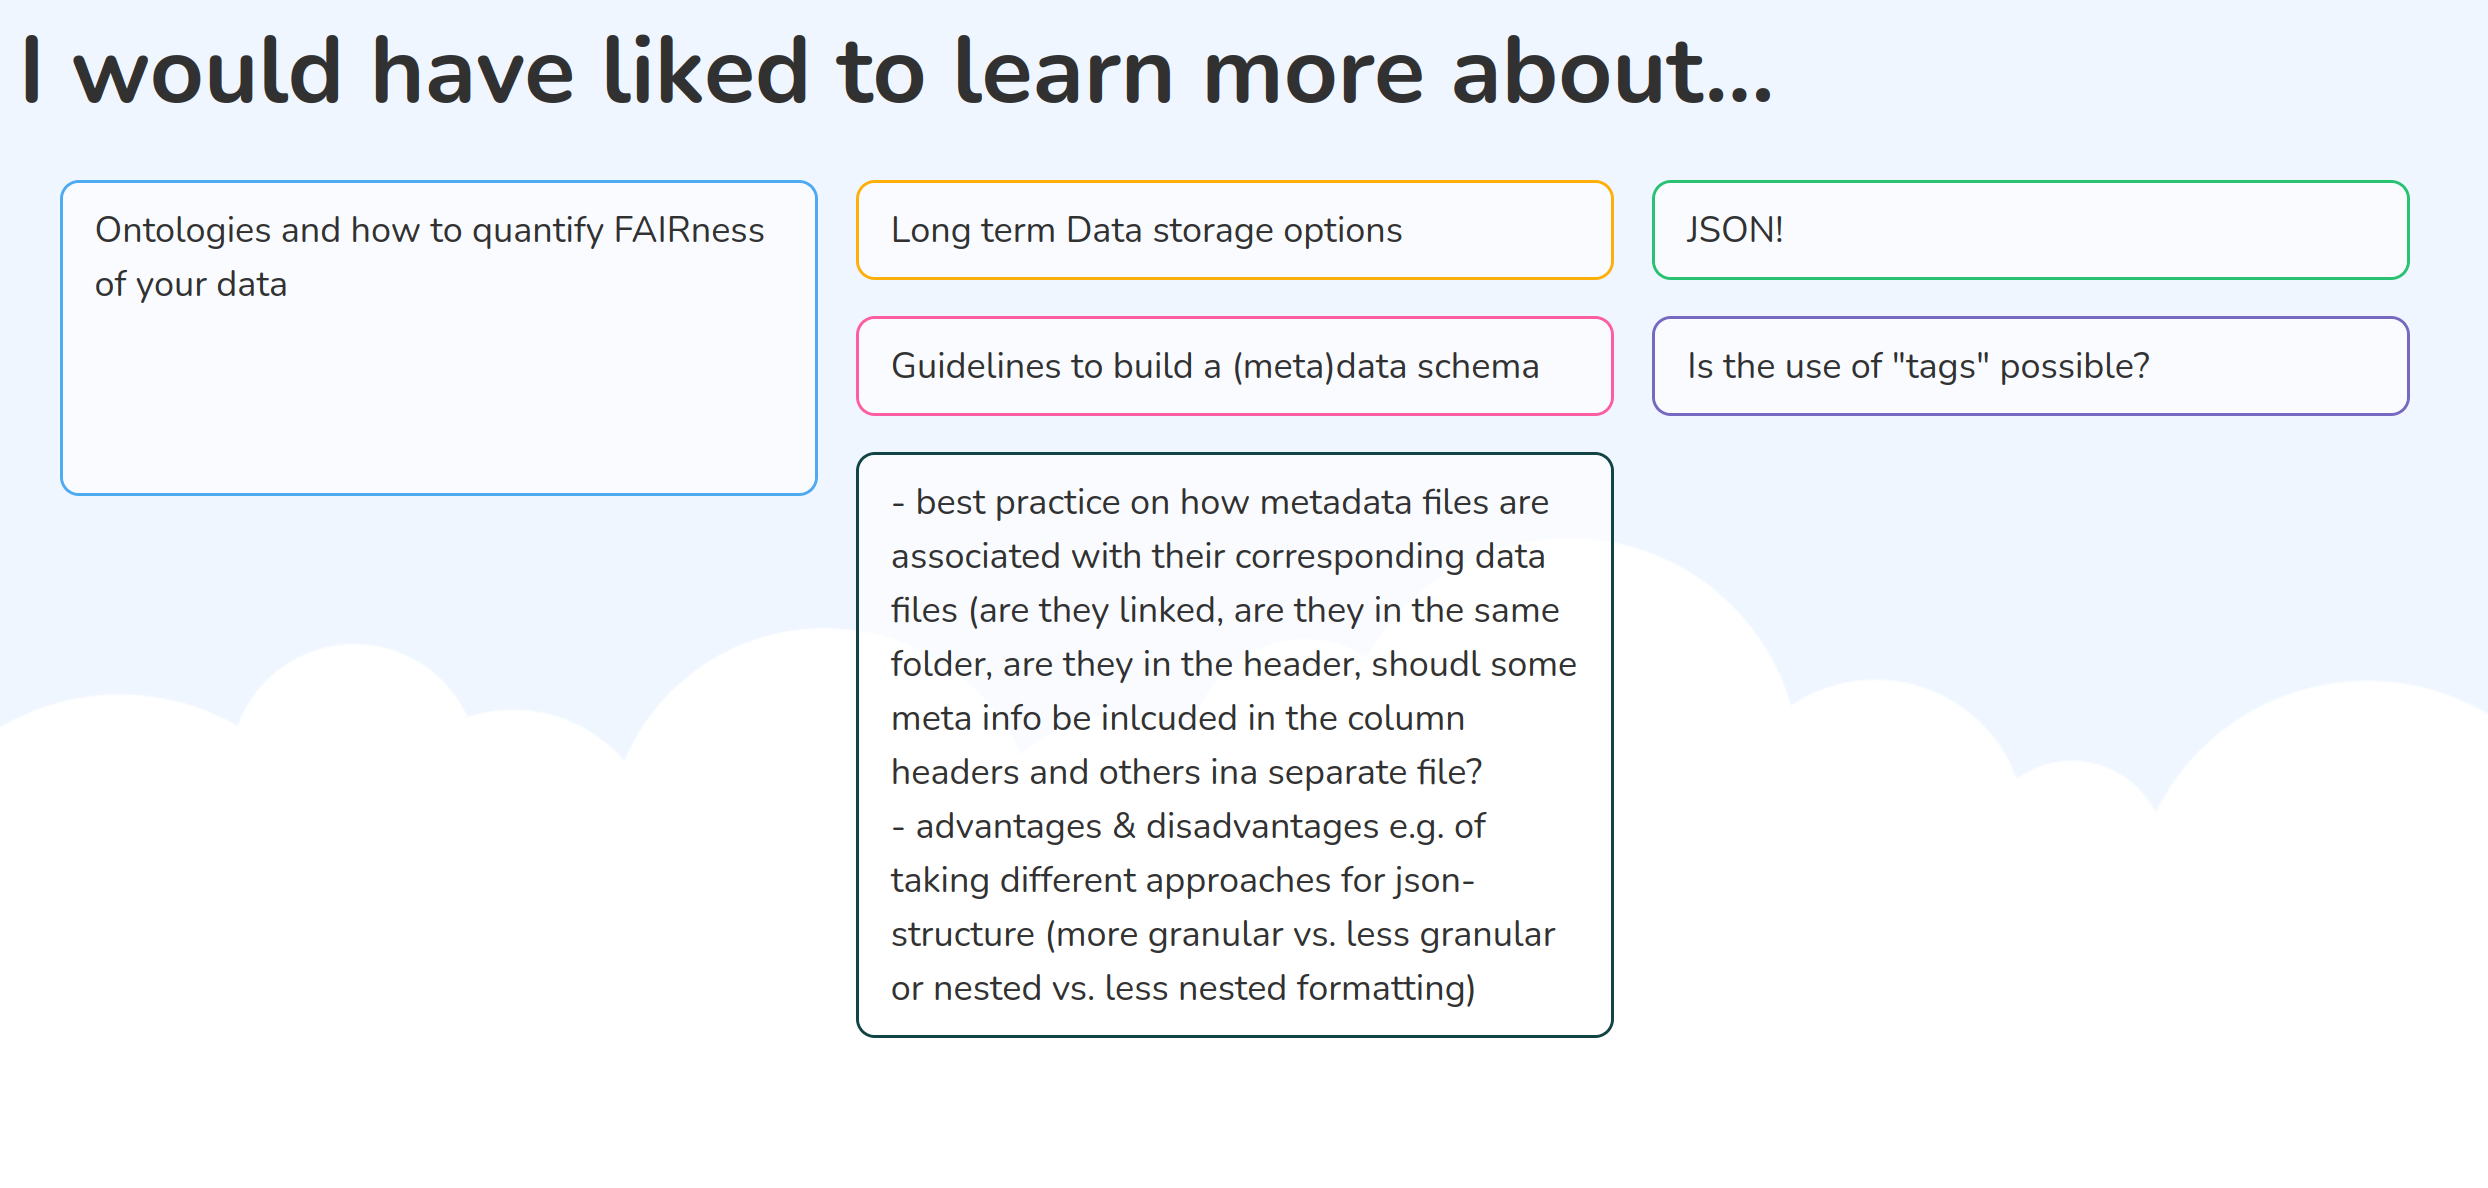 I would have liked to learn more about...
Ontologies and how to quantify FAIRness
of your data
Long term Data storage options
JSON!
Guidelines to build a (meta)data schema
Is the use of "tags" possible?
- best practice on how metadata files are
associated with their corresponding data
files (are they linked, are they in the same
folder, are they in the header, shoudl some
meta info be inlcuded in the column
headers and others ina separate file?
- advantages & disadvantages e.g. of
taking different approaches for json-
structure (more granular vs. less granular
or nested vs. less nested formatting)